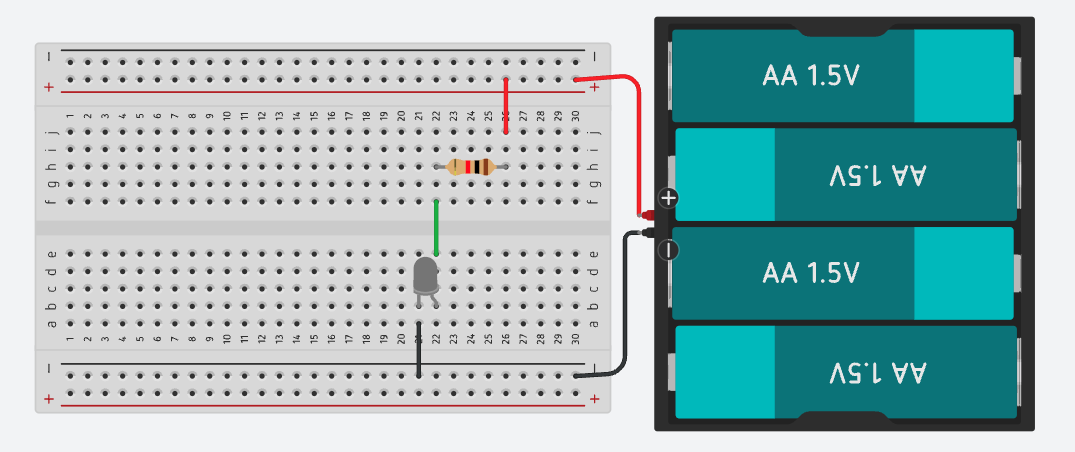 − −
+ +
1 2 3 4 5 6 7 8 9 10 11 12 13 14 15 16 17 18 19 20 21 22 23 24 25 26 27 28 29 30
j j
i i
h h
g g
f f
e e
d d
c c
b b
a a
1 2 3 4 5 6 7 8 9 10 11 12 13 14 15 16 17 18 19 20 21 22 23 24 25 26 27 28 29 30
− −
+ +
AA 1.5V
AA 1.5V
+
−
AA 1.5V
AA 1.5V